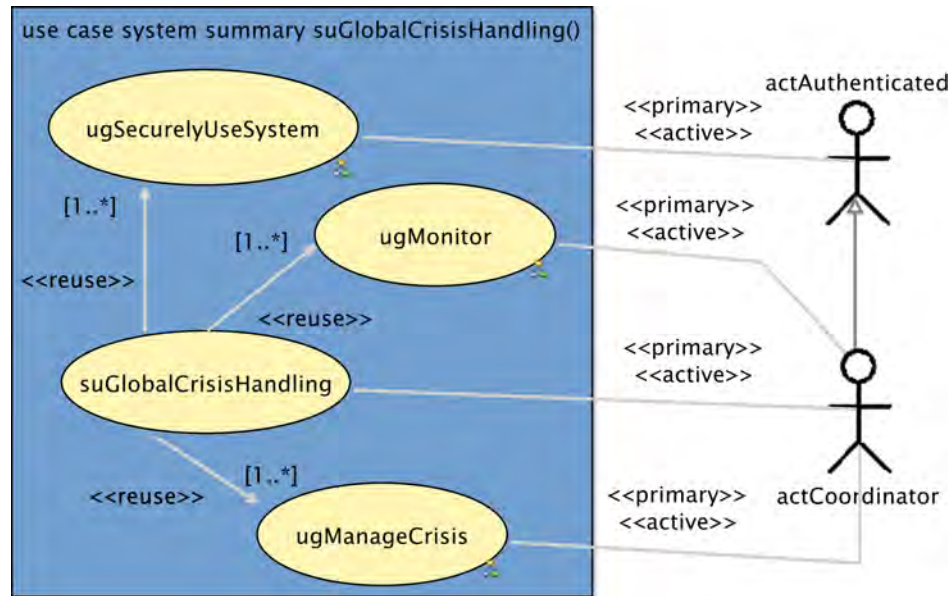 use case system summary suGlobalCrisisHandling()
actAuthenticated
<<primary>>
<<active>>
ugSecurelyUseSystem
[1..*]
<<primary>>
<<active>>
[1..*]
ugMonitor
<<reuse>>
<<reuse>>
<<primary>>
<<active>>
suGlobalCrisisHandling
[1..*]
<<reuse>>
<<primary>>
<<active>>
actCoordinator
ugManageCrisis